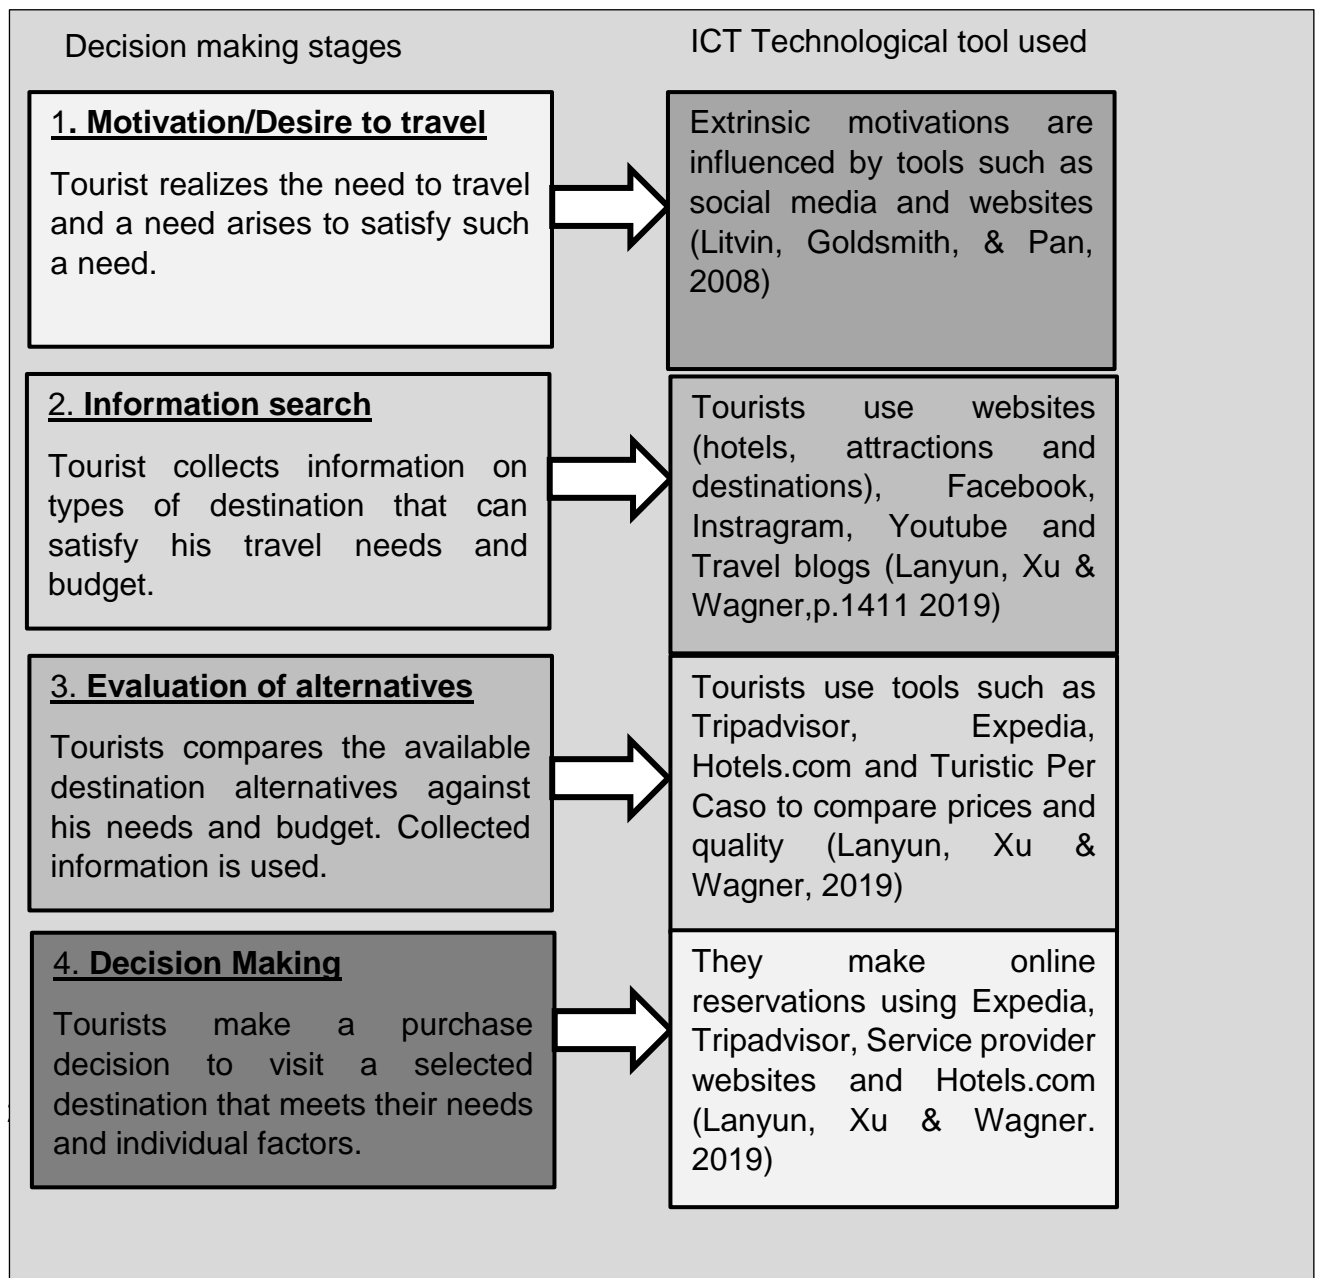 Decision making stages
ICT Technological tool used
1. Motivation/Desire to travel
Tourist realizes the need to travel
and a need arises to satisfy such
a need.
Extrinsic motivations are
influenced by tools such as
social media and websites
(Litvin, Goldsmith, & Pan,
2008)
2. Information search
Tourist collects information on
types of destination that can
satisfy his travel needs and
budget.
Tourists use websites
(hotels, attractions and
destinations), Facebook,
Instragram, Youtube and
Travel blogs (Lanyun, Xu &
Wagner,p.1411 2019)
3. Evaluation of alternatives
Tourists compares the available
destination alternatives against
his needs and budget. Collected
information is used.
Tourists use tools such as
Tripadvisor, Expedia,
Hotels.com and Turistic Per
Caso to compare prices and
quality (Lanyun, Xu &
Wagner, 2019)
4. Decision Making
Tourists make a purchase
decision to visit a selected
destination that meets their needs
and individual factors.
They make online
reservations using Expedia,
Tripadvisor, Service provider
websites and Hotels.com
(Lanyun, Xu & Wagner.
2019)